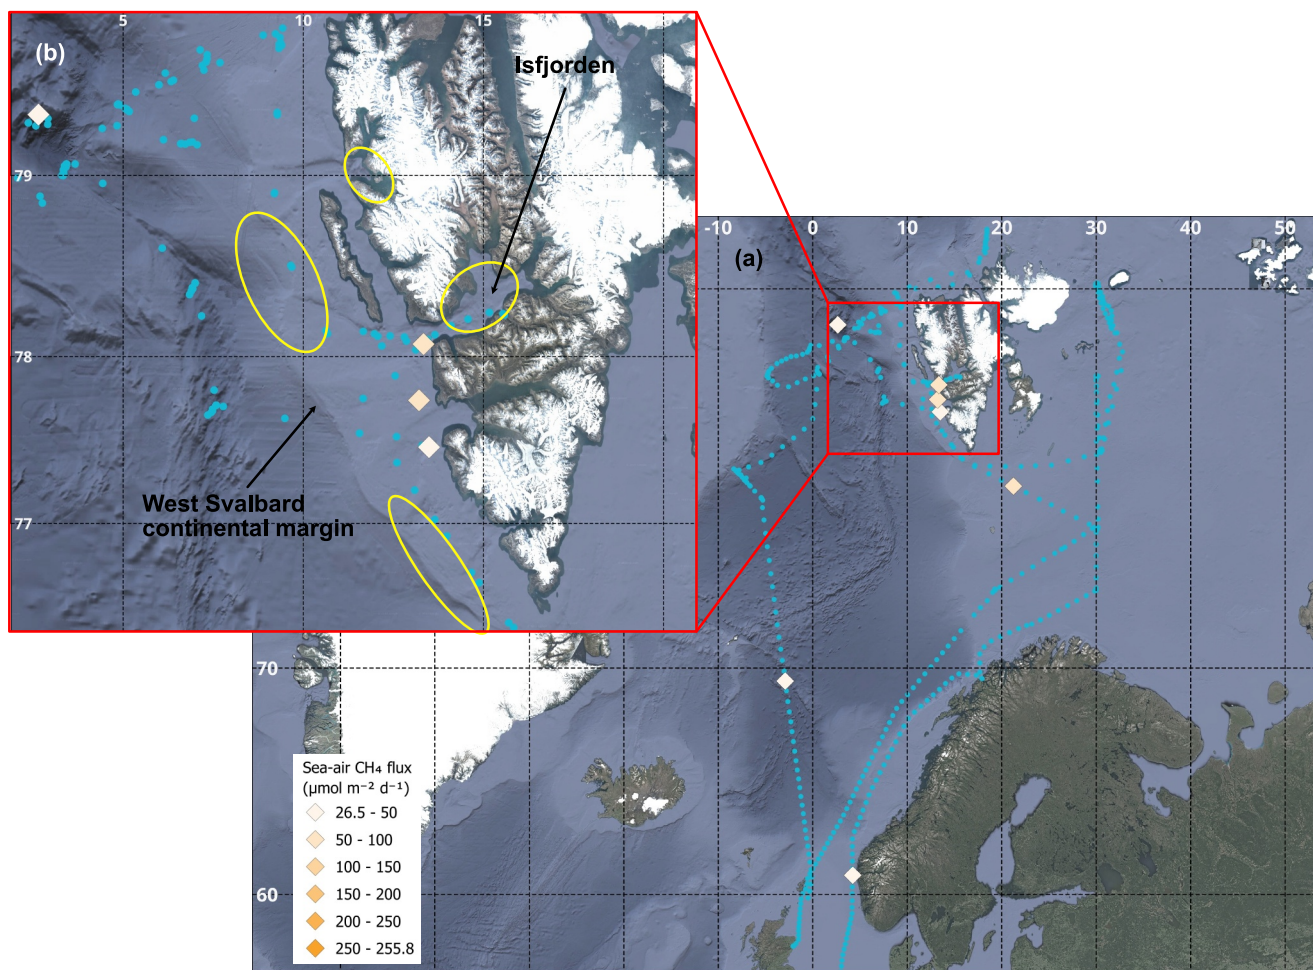 5 10 15
(b)
Isfjorden
79
78
West Svalbard
continental margin
77
-10 0 10 20 30 40 50
(a)
70
60
Sea-air CH₄ flux
(μmol m⁻² d⁻¹)
26.5 - 50
50 - 100
100 - 150
150 - 200
200 - 250
250 - 255.8